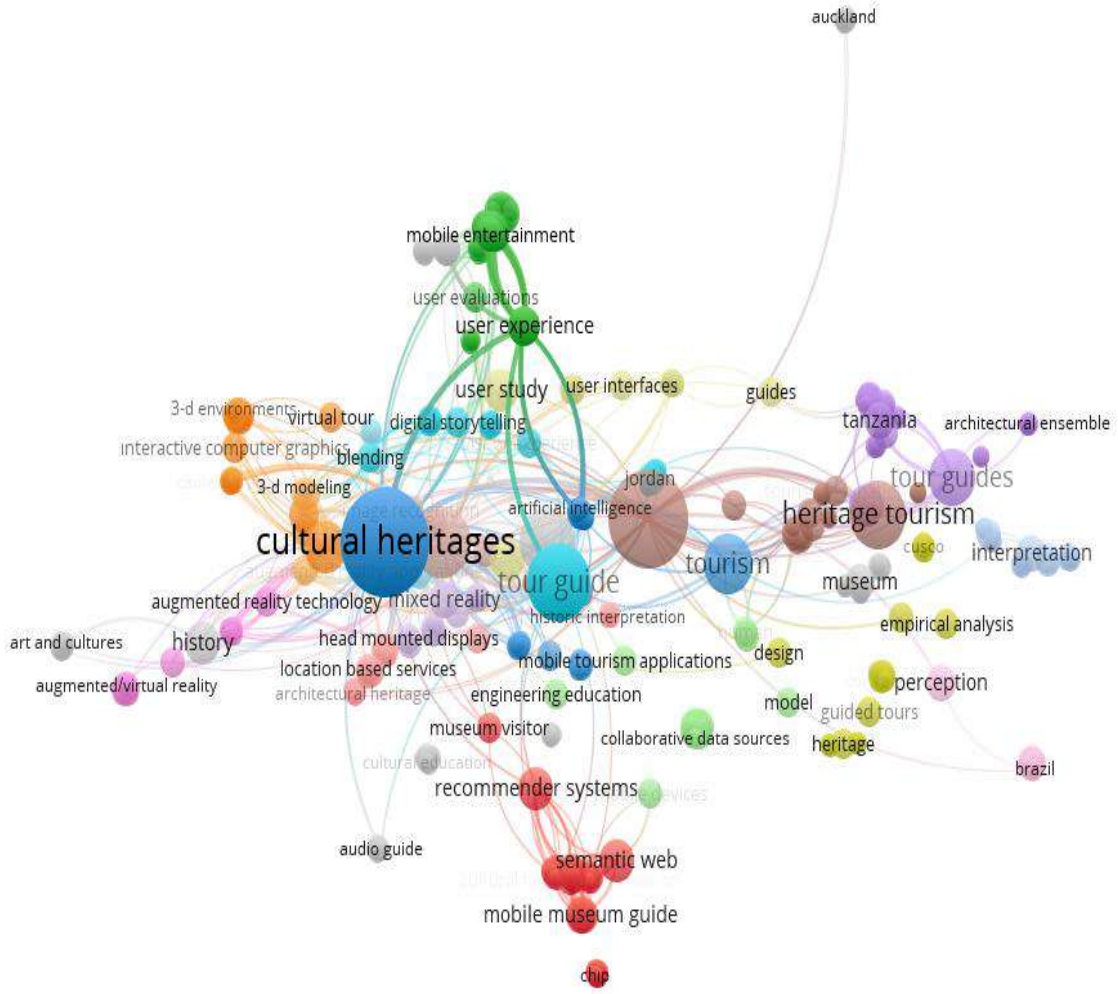 auckland
mobile entertainment
user evaluations
user experience
user study
user interfaces
guides
3-d environments
virtual tour
digital storytelling
tanzania
architectural ensemble
interactive computer graphics
blending
3-d modeling
jordan
tour guides
artificial intelligence
heritage tourism
image recognition
cultural heritages
cusco
interpretation
tourism
tour guide
museum
augmented reality technology
mixed reality
historic interpretation
empirical analysis
art and cultures
history
head mounted displays
design
location based services
mobile tourism applications
augmented/virtual reality
architectural heritage
engineering education
perception
model
guided tours
museum visitor
collaborative data sources
heritage
cultural education
brazil
recommender systems
audio guide
semantic web
mobile museum guide
chip